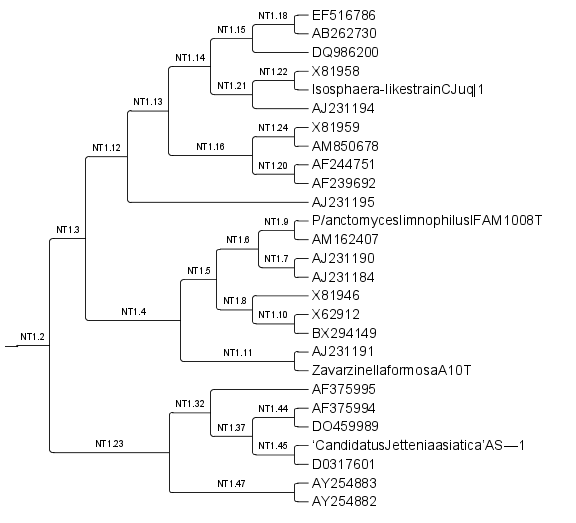 NT1.18 EF516786
NT1.15 AB262730
DQ986200
NT1.14
NT1.22 X81958
NT1.21 Isosphaera-likestrainCJuq|1
NT1.13 AJ231194
NT1.24 X81959
NT1.16 AM850678
NT1.12 NT1.20 AF244751
AF239692
AJ231195
NT1.3 NT1.9 P/anctomycesIimnophilusIFAM1008T
NT1.6 AM162407
NT1.7 AJ231190
NT1.5 AJ231184
NT1.8 X81946
NT1.4 NT1.10 X62912
BX294149
NT1.2 NT1.11 AJ231191
ZavarzinellaformosaA10T
NT1.32 AF375995
NT1.44 AF375994
NT1.37 DO459989
NT1.23 NT1.45 ‘CandidatusJetteniaasiatica’AS—1
D0317601
NT1.47 AY254883
AY254882